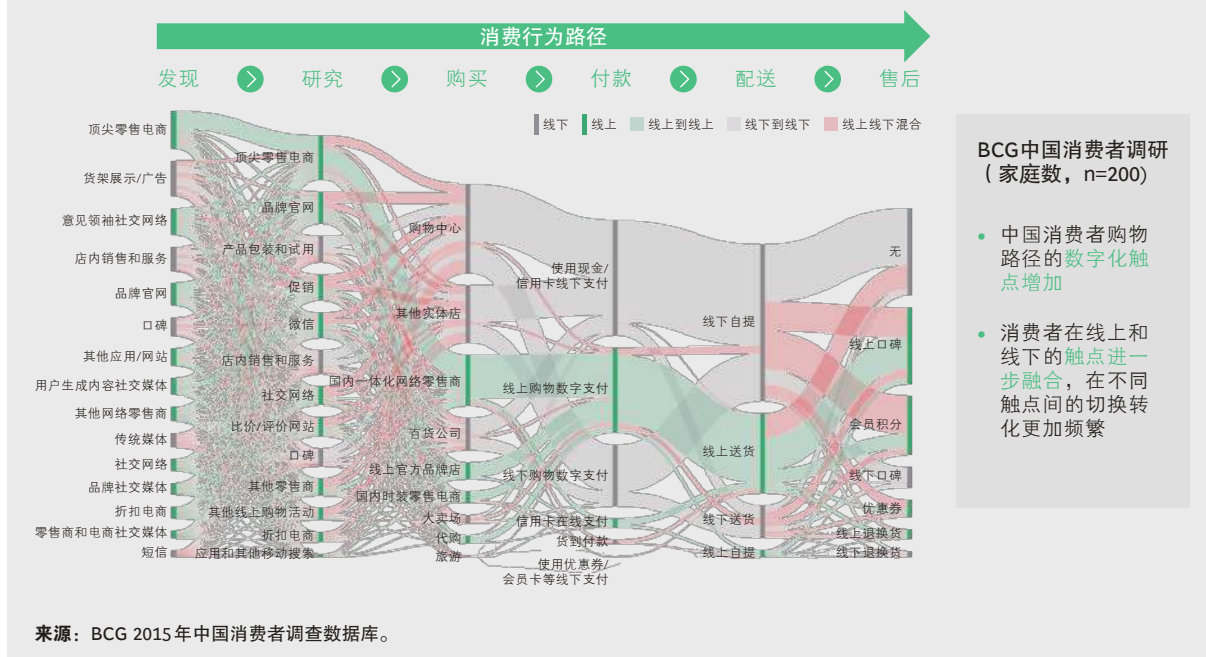 消费行为路径
发现
研究
购买
付款
配送
售后
线下
线上
线上到线上
线下到线下
线上线下混合
顶尖零售电商
货架展示/广告
意见领袖社交网络
店内销售和服务
品牌官网
口碑
其他应用/网站
用户生成内容社交媒体
其他网络零售商
传统媒体
社交网络
品牌社交媒体
折扣电商
零售商和电商社交媒体
短信
顶尖零售电商
品牌官网
产品包装和试用
促销
微信
店内销售和服务
社交网络
比价/评价网站
口碑
其他零售商
其他线上购物活动
折扣电商
应用和其他移动搜索
购物中心
其他实体店
国内一体化网络零售商
百货公司
线上官方品牌店
国内时装零售电商
大卖场
代购
旅游
使用现金/
信用卡线下支付
线上购物数字支付
线下购物数字支付
信用卡在线支付
货到付款
使用优惠券/
会员卡等线下支付
线下自提
线上送货
线下送货
线上自提
无
线上口碑
会员积分
线下口碑
优惠券
线上退换货
线下退换货
BCG中国消费者调研
（家庭数，n=200）
• 中国消费者购物
路径的数字化触
点增加
• 消费者在线上和
线下的触点进一
步融合，在不同
触点间的切换转
化更加频繁
来源：BCG 2015年中国消费者调查数据库。